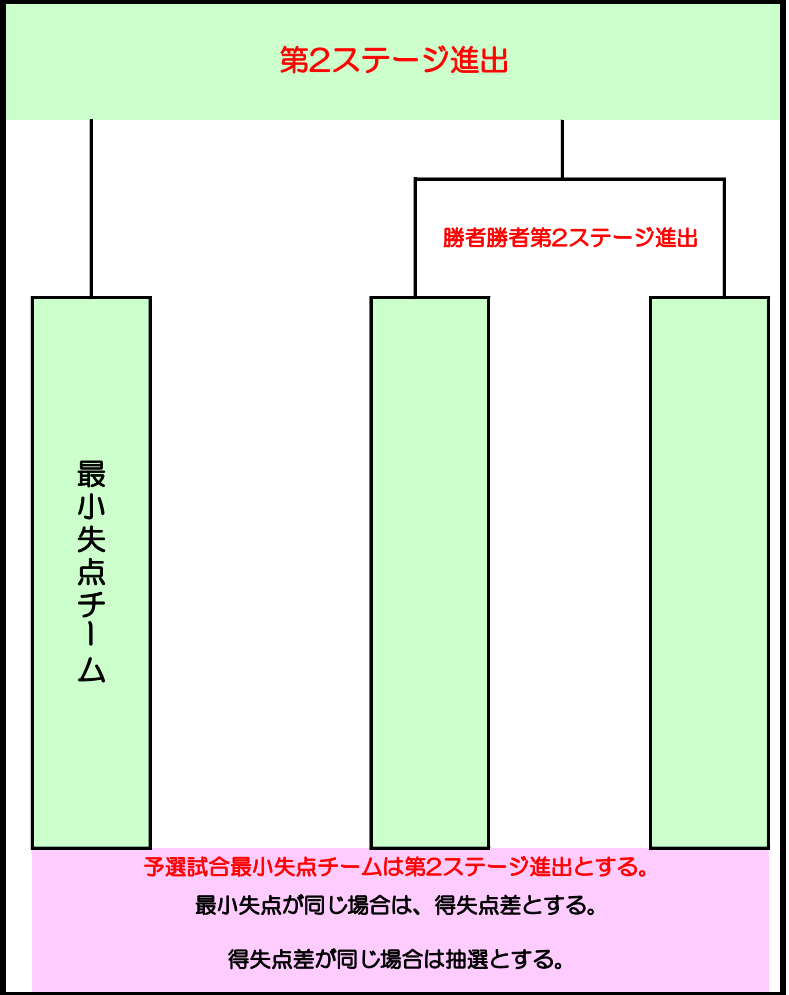 第2ステージ進出
勝者勝者第2ステージ進出
最小失点チーム
予選試合最小失点チームは第2ステージ進出とする。
最小失点が同じ場合は、得失点差とする。
得失点差が同じ場合は抽選とする。